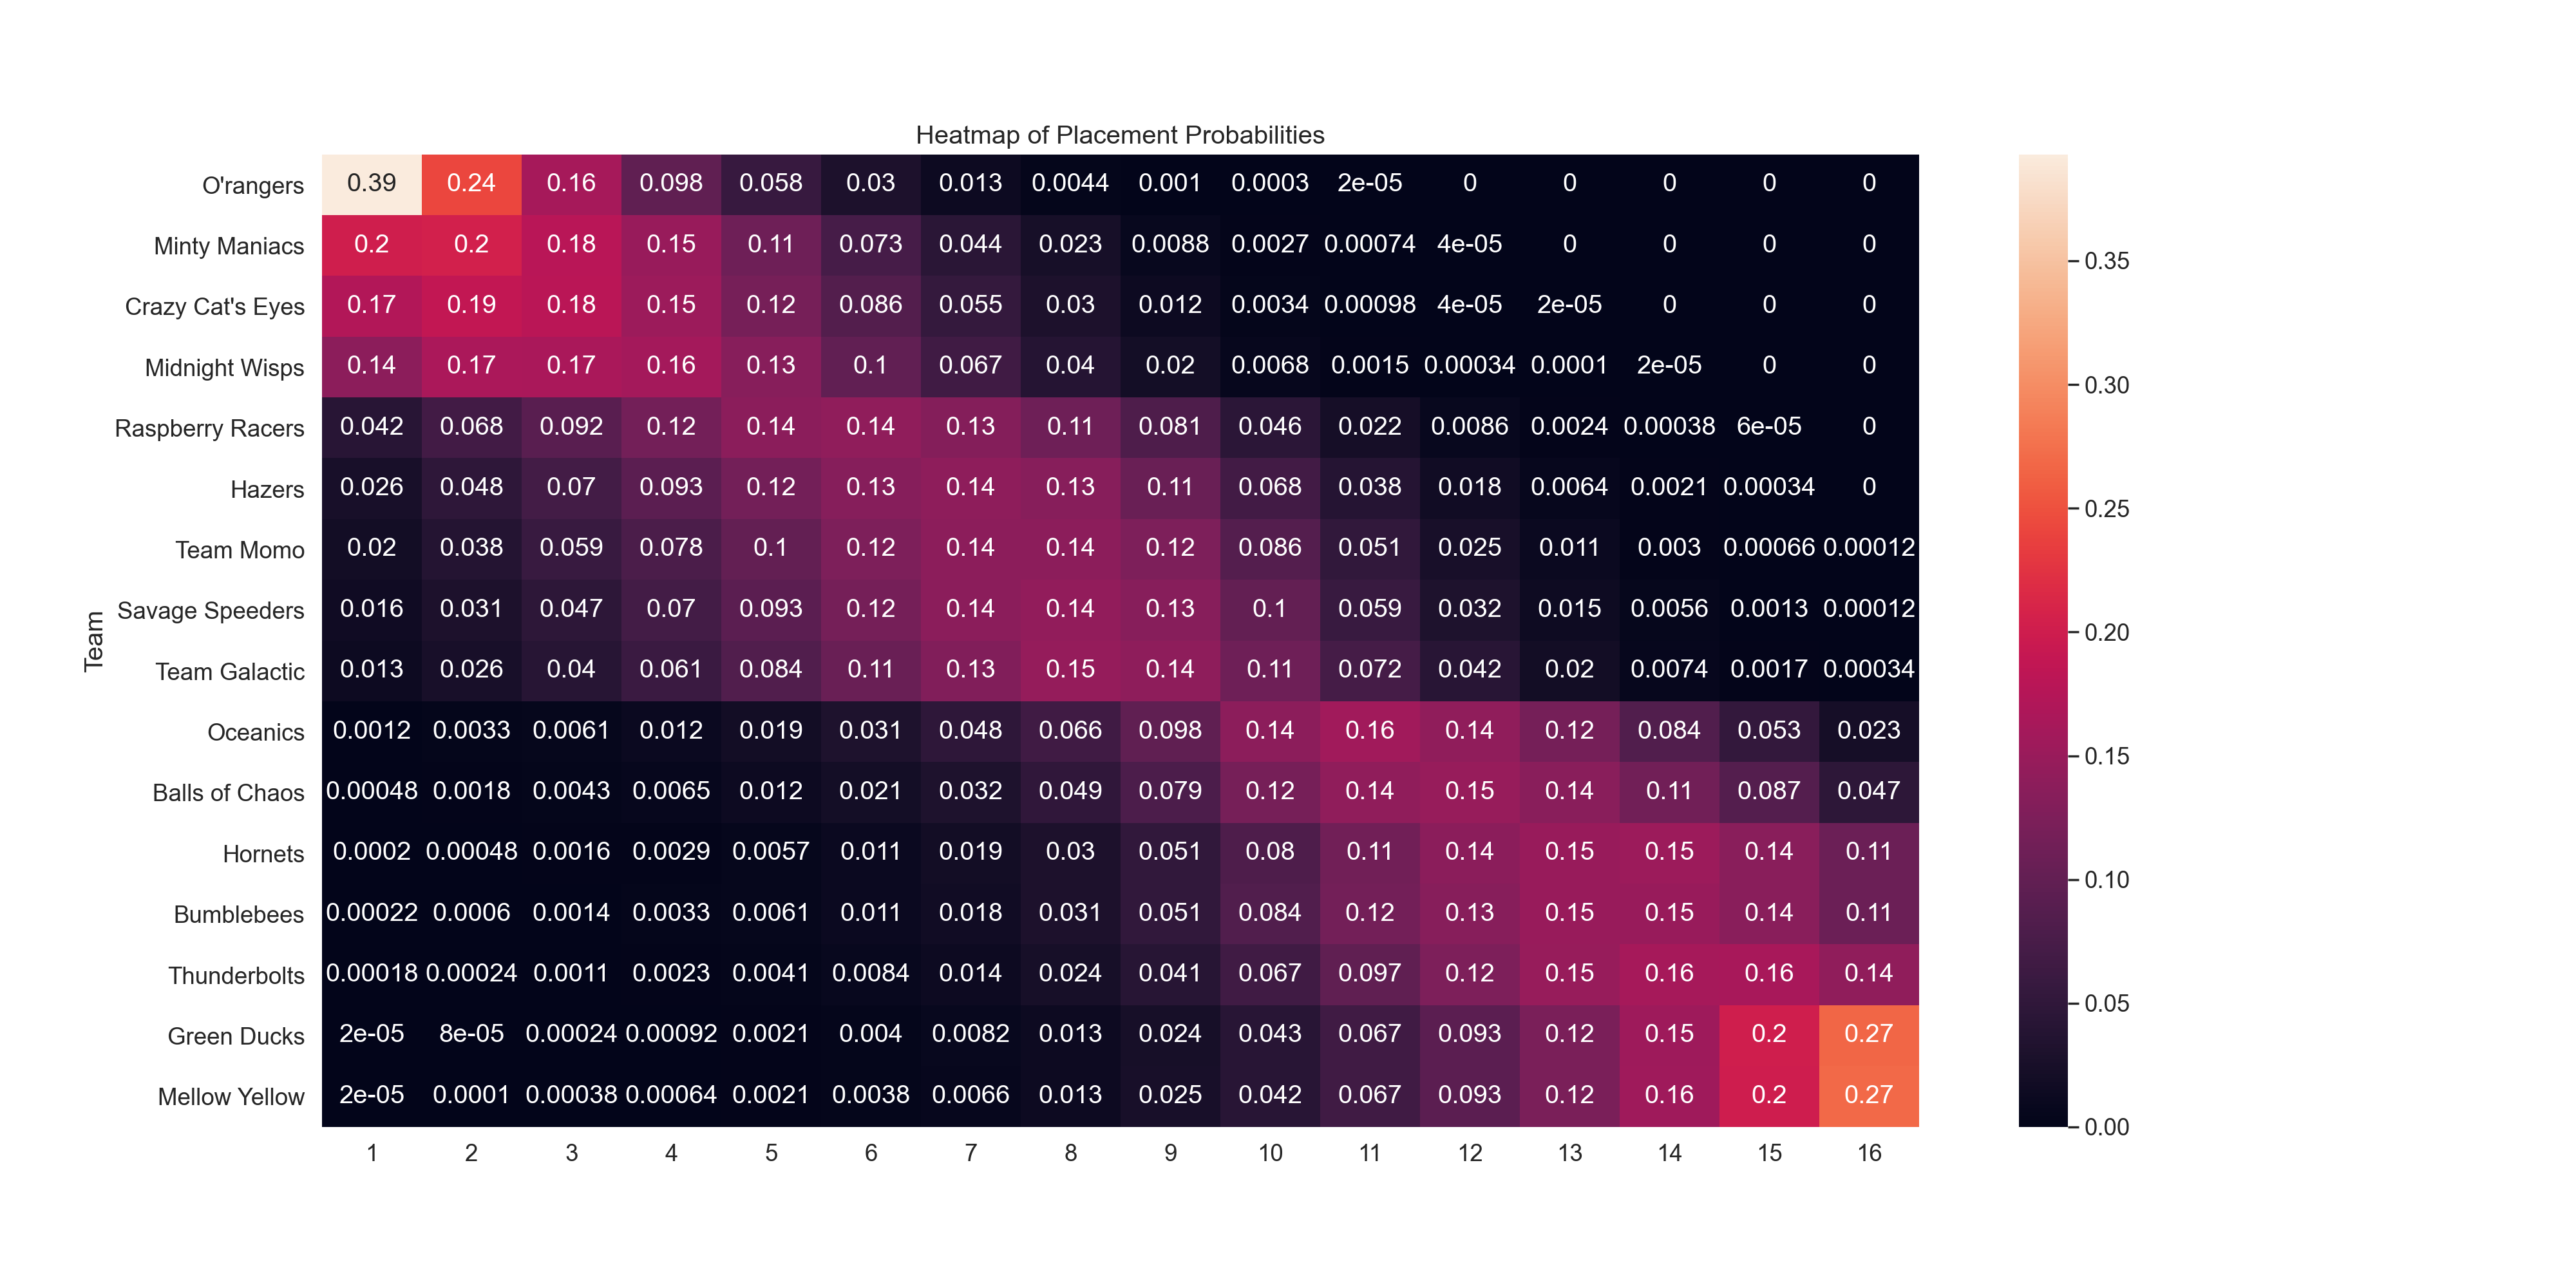 Heatmap of Placement Probabilities
O'rangers 0.39 0.24 0.16 0.098 0.058 0.03 0.013 0.0044 0.001 0.0003 2e-05 0 0 0 0 0
Minty Maniacs 0.2 0.2 0.18 0.15 0.11 0.073 0.044 0.023 0.0088 0.0027 0.00074 4e-05 0 0 0 0
Crazy Cat's Eyes 0.17 0.19 0.18 0.15 0.12 0.086 0.055 0.03 0.012 0.0034 0.00098 4e-05 2e-05 0 0 0
Midnight Wisps 0.14 0.17 0.17 0.16 0.13 0.1 0.067 0.04 0.02 0.0068 0.0015 0.00034 0.0001 2e-05 0 0
Raspberry Racers 0.042 0.068 0.092 0.12 0.14 0.14 0.13 0.11 0.081 0.046 0.022 0.0086 0.0024 0.00038 6e-05 0
Hazers 0.026 0.048 0.07 0.093 0.12 0.13 0.14 0.13 0.11 0.068 0.038 0.018 0.0064 0.0021 0.00034 0
Team Momo 0.02 0.038 0.059 0.078 0.1 0.12 0.14 0.14 0.12 0.086 0.051 0.025 0.011 0.003 0.00066 0.00012
Savage Speeders 0.016 0.031 0.047 0.07 0.093 0.12 0.14 0.14 0.13 0.1 0.059 0.032 0.015 0.0056 0.0013 0.00012
Team Galactic 0.013 0.026 0.04 0.061 0.084 0.11 0.13 0.15 0.14 0.11 0.072 0.042 0.02 0.0074 0.0017 0.00034
Oceanics 0.0012 0.0033 0.0061 0.012 0.019 0.031 0.048 0.066 0.098 0.14 0.16 0.14 0.12 0.084 0.053 0.023
Balls of Chaos 0.00048 0.0018 0.0043 0.0065 0.012 0.021 0.032 0.049 0.079 0.12 0.14 0.15 0.14 0.11 0.087 0.047
Hornets 0.0002 0.00048 0.0016 0.0029 0.0057 0.011 0.019 0.03 0.051 0.08 0.11 0.14 0.15 0.15 0.14 0.11
Bumblebees 0.00022 0.0006 0.0014 0.0033 0.0061 0.011 0.018 0.031 0.051 0.084 0.12 0.13 0.15 0.15 0.14 0.11
Thunderbolts 0.00018 0.00024 0.0011 0.0023 0.0041 0.0084 0.014 0.024 0.041 0.067 0.097 0.12 0.15 0.16 0.16 0.14
Green Ducks 2e-05 8e-05 0.00024 0.00092 0.0021 0.004 0.0082 0.013 0.024 0.043 0.067 0.093 0.12 0.15 0.2 0.27
Mellow Yellow 2e-05 0.0001 0.00038 0.00064 0.0021 0.0038 0.0066 0.013 0.025 0.042 0.067 0.093 0.12 0.16 0.2 0.27
1 2 3 4 5 6 7 8 9 10 11 12 13 14 15 16
Team
0.35
0.30
0.25
0.20
0.15
0.10
0.05
0.00